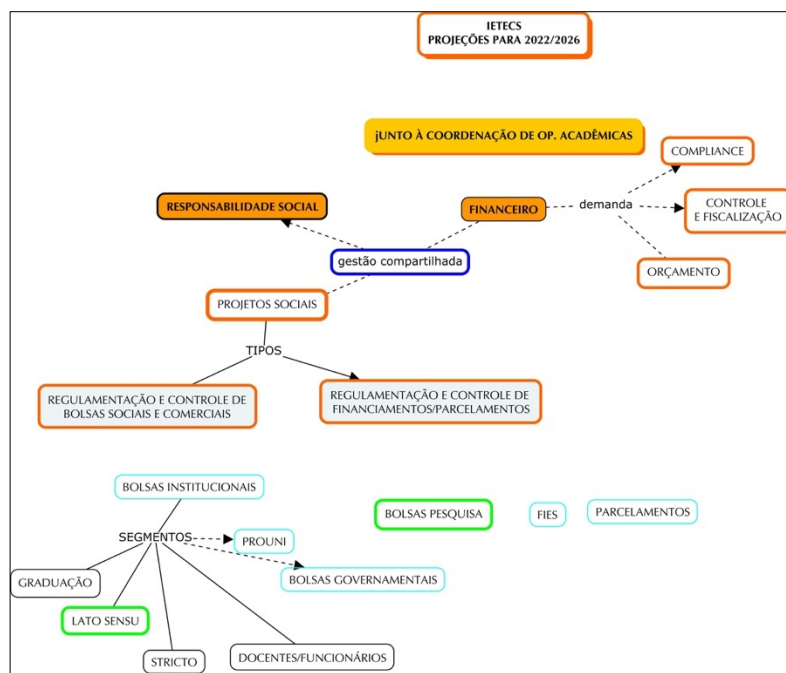 IETECS
PROJEÇÕES PARA 2022/2026
jUNTO À COORDENAÇÃO DE OP. ACADÊMICAS
COMPLIANCE
RESPONSABILIDADE SOCIAL
FINANCEIRO
demanda
CONTROLE
E FISCALIZAÇÃO
gestão compartilhada
ORÇAMENTO
PROJETOS SOCIAIS
TIPOS
REGULAMENTAÇÃO E CONTROLE DE
BOLSAS SOCIAIS E COMERCIAIS
REGULAMENTAÇÃO E CONTROLE DE
FINANCIAMENTOS/PARCELAMENTOS
BOLSAS INSTITUCIONAIS
BOLSAS PESQUISA
FIES
PARCELAMENTOS
SEGMENTOS
PROUNI
BOLSAS GOVERNAMENTAIS
GRADUAÇÃO
LATO SENSU
STRICTO
DOCENTES/FUNCIONÁRIOS